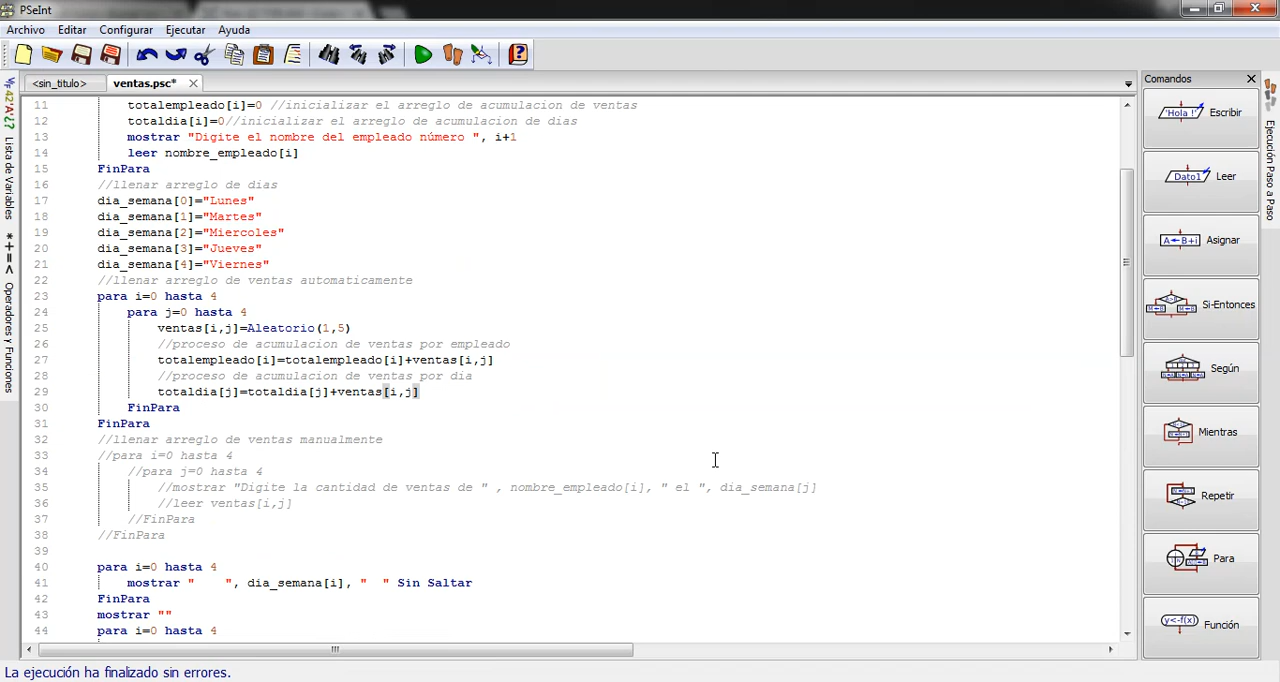 PSeInt
Archivo Editar Configurar Ejecutar Ayuda
<sin_titulo> ventas.psc*
Comandos
11 totalempleado[i]=0 //inicializar el arreglo de acumulacion de ventas
12 totaldia[i]=0//inicializar el arreglo de acumulacion de dias
13 mostrar "Digite el nombre del empleado número ", i+1
14 leer nombre_empleado[i]
15 FinPara
16 //llenar arreglo de dias
17 dia_semana[0]="Lunes"
18 dia_semana[1]="Martes"
19 dia_semana[2]="Miercoles"
20 dia_semana[3]="Jueves"
21 dia_semana[4]="Viernes"
22 //llenar arreglo de ventas automaticamente
23 para i=0 hasta 4
24 para j=0 hasta 4
25 ventas[i,j]=Aleatorio(1,5)
26 //proceso de acumulacion de ventas por empleado
27 totalempleado[i]=totalempleado[i]+ventas[i,j]
28 //proceso de acumulacion de ventas por dia
29 totaldia[j]=totaldia[j]+ventas[i,j]
30 FinPara
31 FinPara
32 //llenar arreglo de ventas manualmente
33 //para i=0 hasta 4
34 //para j=0 hasta 4
35 //mostrar "Digite la cantidad de ventas de " , nombre_empleado[i], " el ", dia_semana[j]
36 //leer ventas[i,j]
37 //FinPara
38 //FinPara
39
40 para i=0 hasta 4
41 mostrar "    ", dia_semana[i], "  " Sin Saltar
42 FinPara
43 mostrar ""
44 para i=0 hasta 4
Lista de Variables
*+=< Operadores y Funciones
'Hola !' Escribir
Dato1 Leer
A←B+i Asignar
Si-Entonces
Según
Mientras
Repetir
Para
y<-f(x) Función
Ejecución Paso a Paso
La ejecución ha finalizado sin errores.